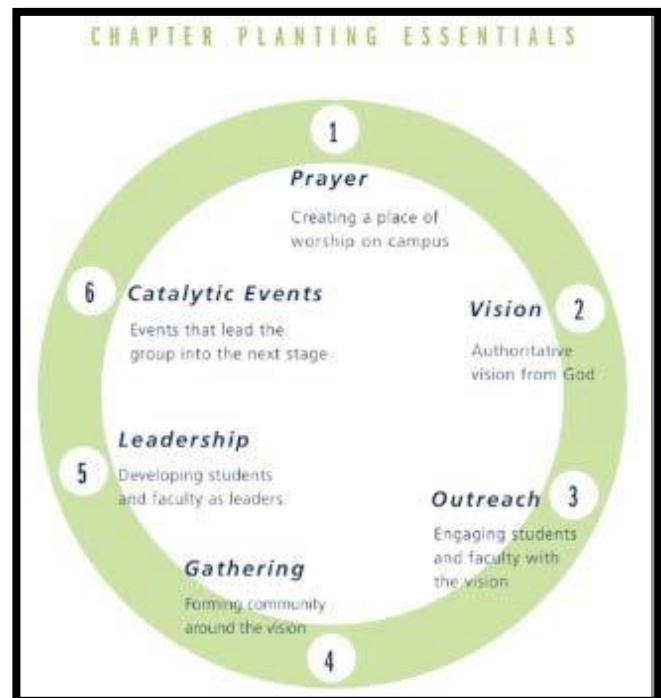 CHAPTER PLANTING ESSENTIALS
1
Prayer
Creating a place of
worship on campus
2
Vision
Authoritative
vision from God
3
Outreach
Engaging students
and faculty with
the vision
4
Gathering
Forming community
around the vision
5
Leadership
Developing students
and faculty as leaders
6
Catalytic Events
Events that lead the
group into the next stage